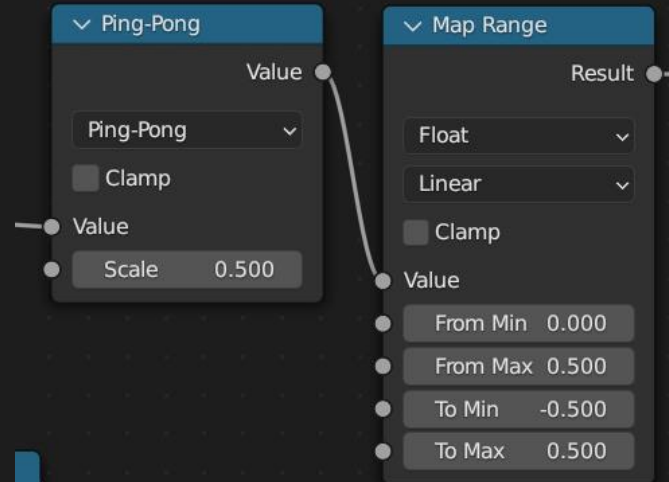 Ping-Pong
Value
Ping-Pong
Clamp
Value
Scale 0.500
Map Range
Result
Float
Linear
Clamp
Value
From Min 0.000
From Max 0.500
To Min -0.500
To Max 0.500